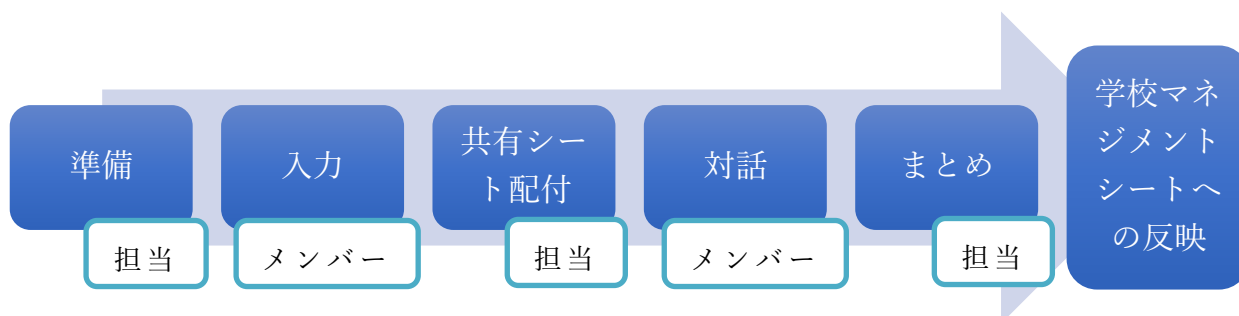 準備
担当
入力
メンバー
共有シー
ト配付
担当
対話
メンバー
まとめ
担当
学校マネ
ジメント
シートへ
の反映